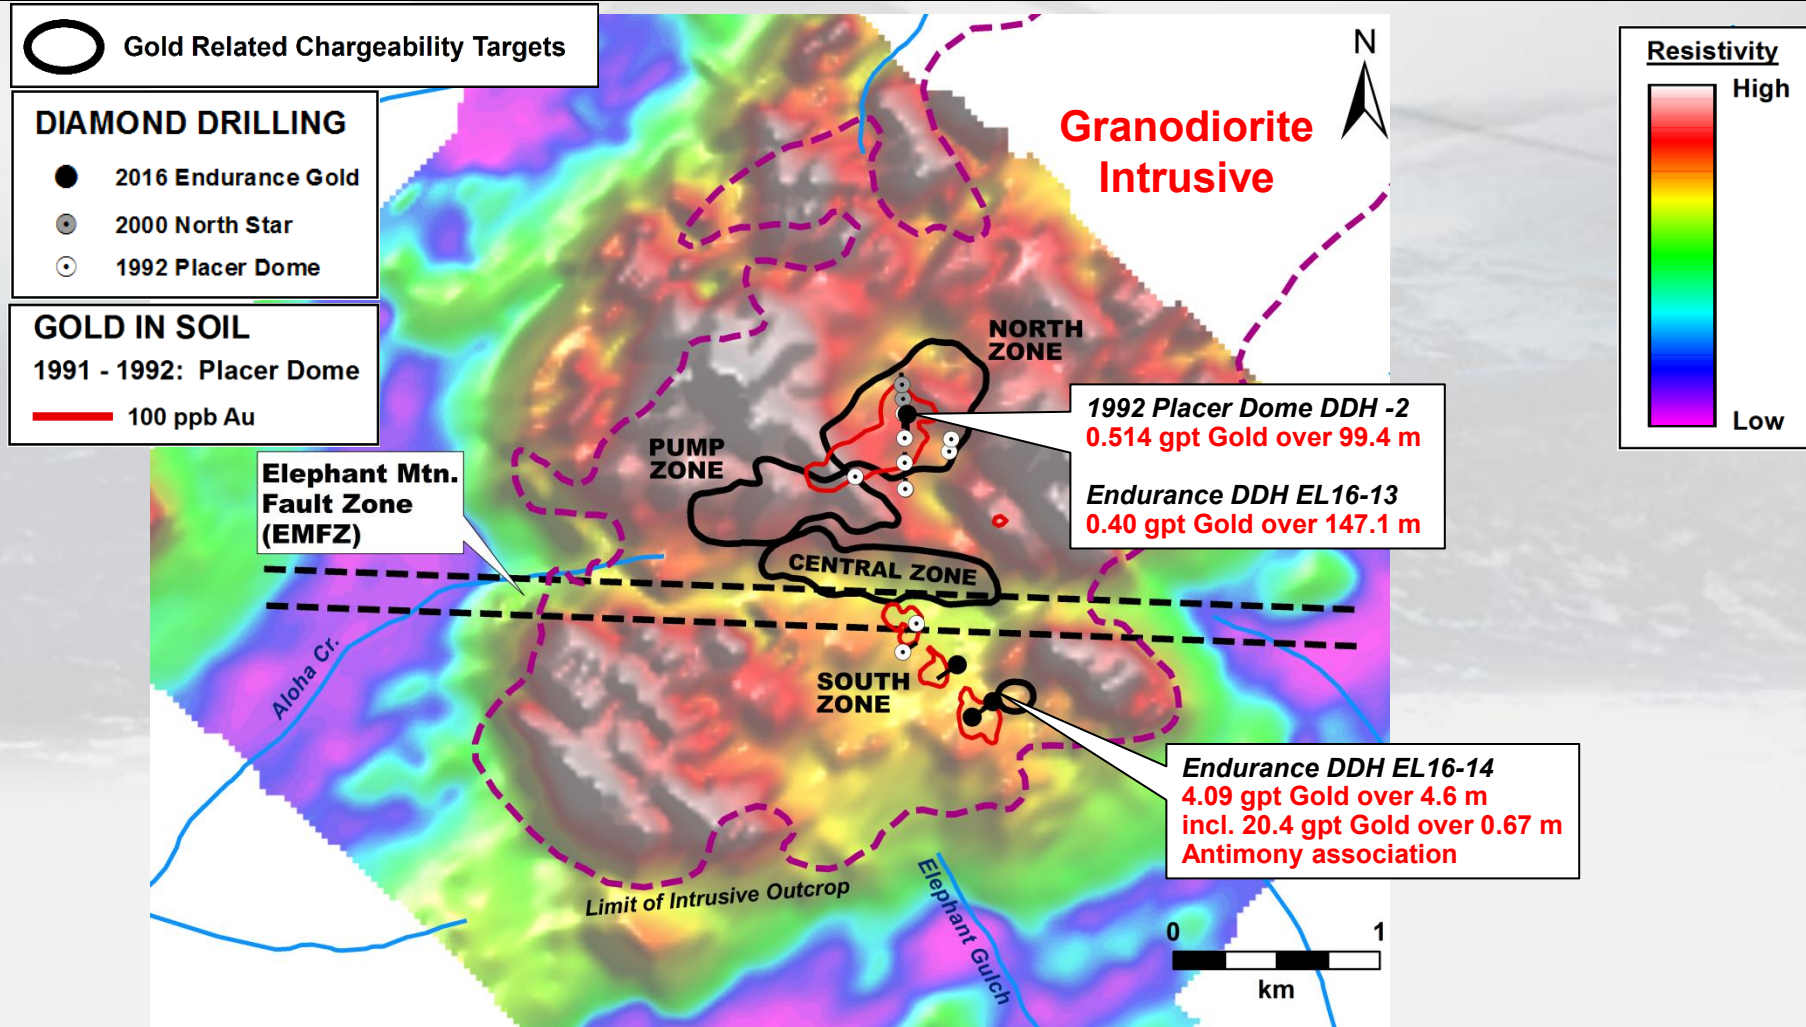 Gold Related Chargeability Targets
DIAMOND DRILLING
2016 Endurance Gold
2000 North Star
1992 Placer Dome
GOLD IN SOIL
1991 - 1992: Placer Dome
100 ppb Au
N
Granodiorite
Intrusive
Resistivity
High
Low
NORTH
ZONE
PUMP
ZONE
1992 Placer Dome DDH -2
0.514 gpt Gold over 99.4 m
Endurance DDH EL16-13
0.40 gpt Gold over 147.1 m
Elephant Mtn.
Fault Zone
(EMFZ)
CENTRAL ZONE
Aloha Cr.
SOUTH
ZONE
Endurance DDH EL16-14
4.09 gpt Gold over 4.6 m
incl. 20.4 gpt Gold over 0.67 m
Antimony association
Limit of Intrusive Outcrop
Elephant Gulch
0 1
km